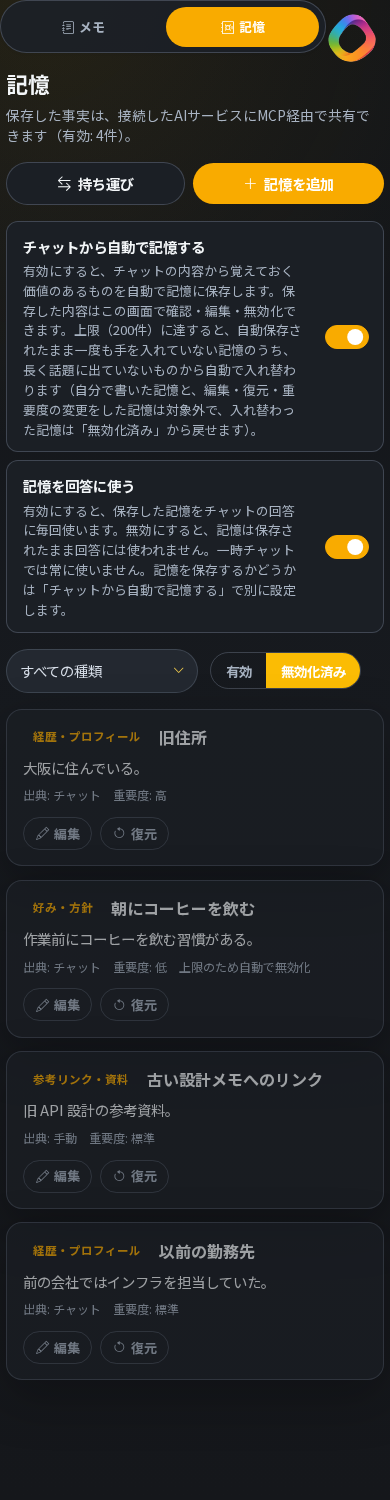 メモ
記憶
記憶
保存した事実は、接続したAIサービスにMCP経由で共有で
きます（有効: 4件）。
持ち運び
記憶を追加
チャットから自動で記憶する
有効にすると、チャットの内容から覚えておく
価値のあるものを自動で記憶に保存します。保
存した内容はこの画面で確認・編集・無効化で
きます。上限（200件）に達すると、自動保存さ
れたまま一度も手を入れていない記憶のうち、
長く話題に出ていないものから自動で入れ替わ
ります（自分で書いた記憶と、編集・復元・重
要度の変更をした記憶は対象外で、入れ替わっ
た記憶は「無効化済み」から戻せます）。
記憶を回答に使う
有効にすると、保存した記憶をチャットの回答
に毎回使います。無効にすると、記憶は保存さ
れたまま回答には使われません。一時チャット
では常に使いません。記憶を保存するかどうか
は「チャットから自動で記憶する」で別に設定
します。
すべての種類
有効
無効化済み
経歴・プロフィール 旧住所
大阪に住んでいる。
出典: チャット 重要度: 高
編集 復元
好み・方針 朝にコーヒーを飲む
作業前にコーヒーを飲む習慣がある。
出典: チャット 重要度: 低 上限のため自動で無効化
編集 復元
参考リンク・資料 古い設計メモへのリンク
旧 API 設計の参考資料。
出典: 手動 重要度: 標準
編集 復元
経歴・プロフィール 以前の勤務先
前の会社ではインフラを担当していた。
出典: チャット 重要度: 標準
編集 復元